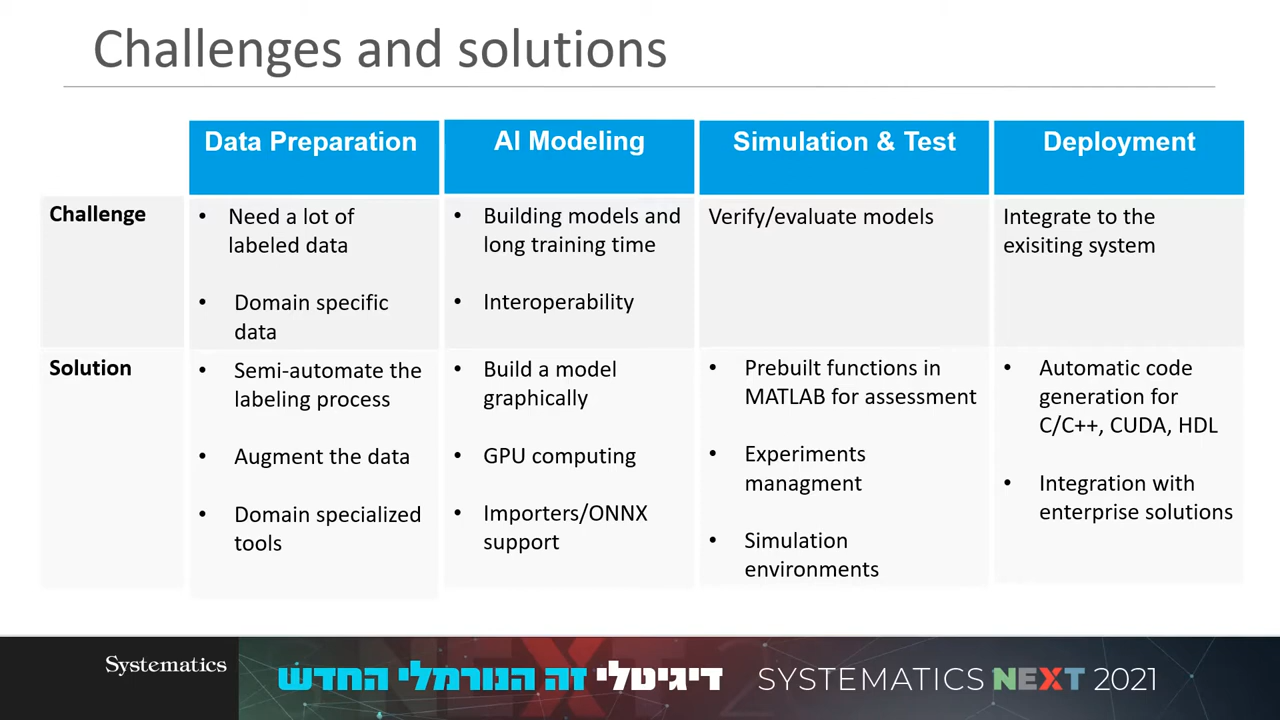 Challenges and solutions
Data Preparation
AI Modeling
Simulation & Test
Deployment
Challenge
• Need a lot of
labeled data
• Domain specific
data
• Building models and
long training time
• Interoperability
Verify/evaluate models
Integrate to the
exisiting system
Solution
• Semi-automate the
labeling process
• Augment the data
• Domain specialized
tools
• Build a model
graphically
• GPU computing
• Importers/ONNX
support
• Prebuilt functions in
MATLAB for assessment
• Experiments
managment
• Simulation
environments
• Automatic code
generation for
C/C++, CUDA, HDL
• Integration with
enterprise solutions
Systematics
דיגיטלי זה הנורמלי החדש
SYSTEMATICS NEXT 2021